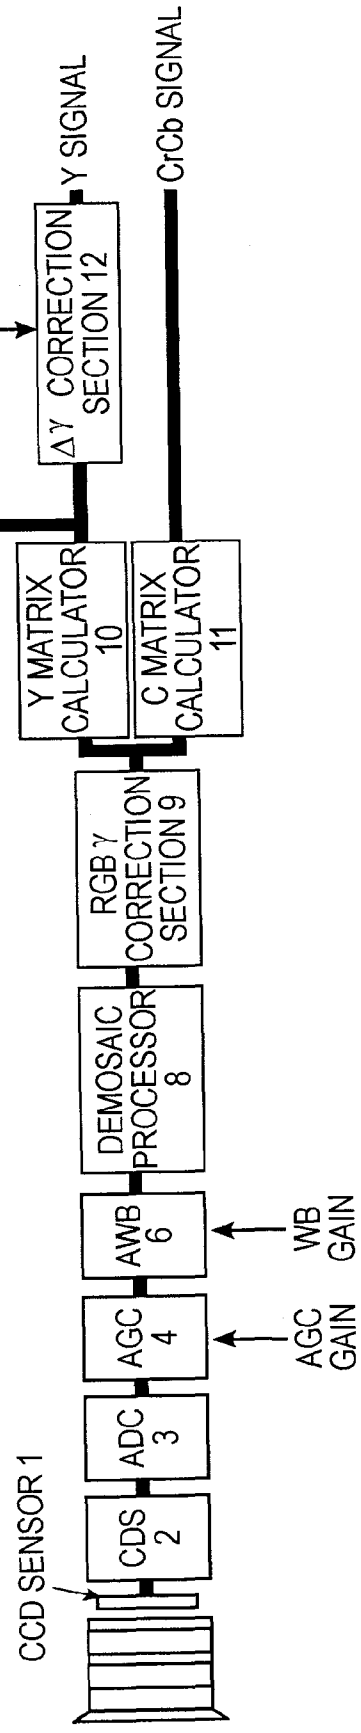 CCD SENSOR 1
CDS
2
ADC
3
AGC
4
AGC
GAIN
AWB
6
WB
GAIN
DEMOSAIC
PROCESSOR
8
RGB γ
CORRECTION
SECTION 9
Y MATRIX
CALCULATOR
10
C MATRIX
CALCULATOR
11
Δγ CORRECTION
SECTION 12
Y SIGNAL
CrCb SIGNAL